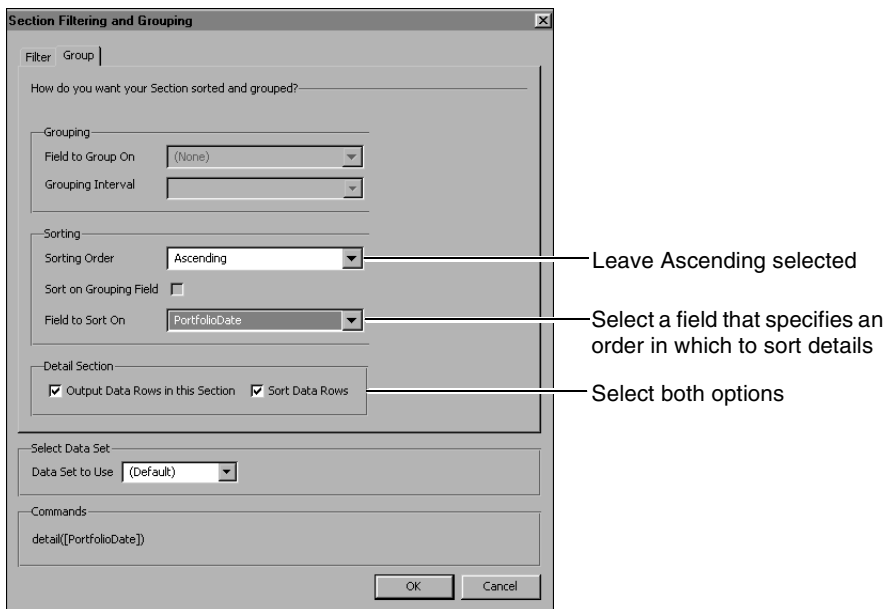 Section Filtering and Grouping
Filter Group
How do you want your Section sorted and grouped?
Grouping
Field to Group On (None)
Grouping Interval
Sorting
Sorting Order Ascending
Leave Ascending selected
Sort on Grouping Field
Field to Sort On PortfolioDate
Select a field that specifies an
order in which to sort details
Detail Section
Output Data Rows in this Section Sort Data Rows
Select both options
Select Data Set
Data Set to Use (Default)
Commands
detail([PortfolioDate])
OK Cancel